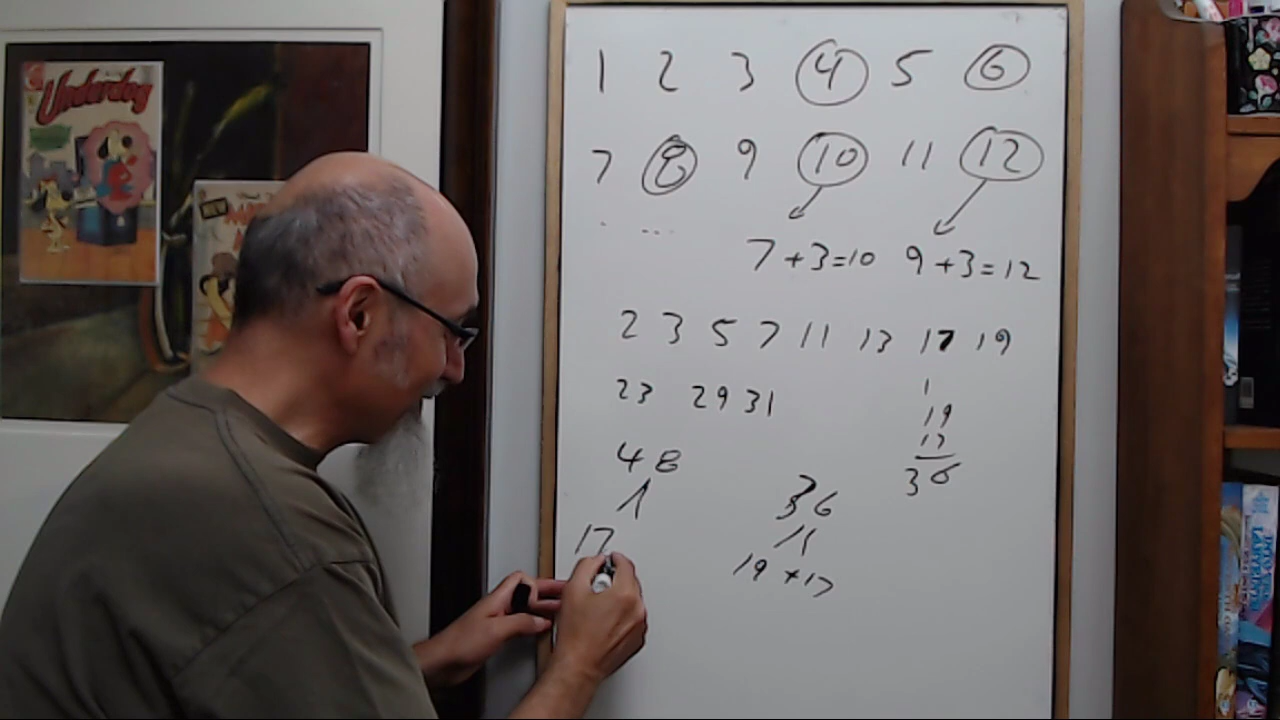 Underdog
NEW
1 2 3 4 5 6
7 8 9 10 11 12
. ...
7+3=10 9+3=12
2 3 5 7 11 13 17 19
23 29 31
1
19
17
36
48
36
17
19+17